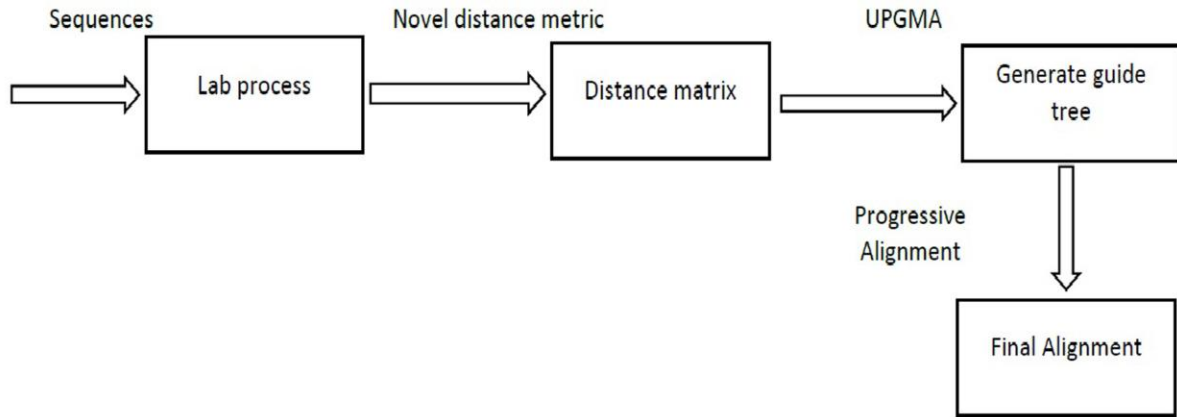 Sequences
Lab process
Novel distance metric
Distance matrix
UPGMA
Generate guide
tree
Progressive
Alignment
Final Alignment